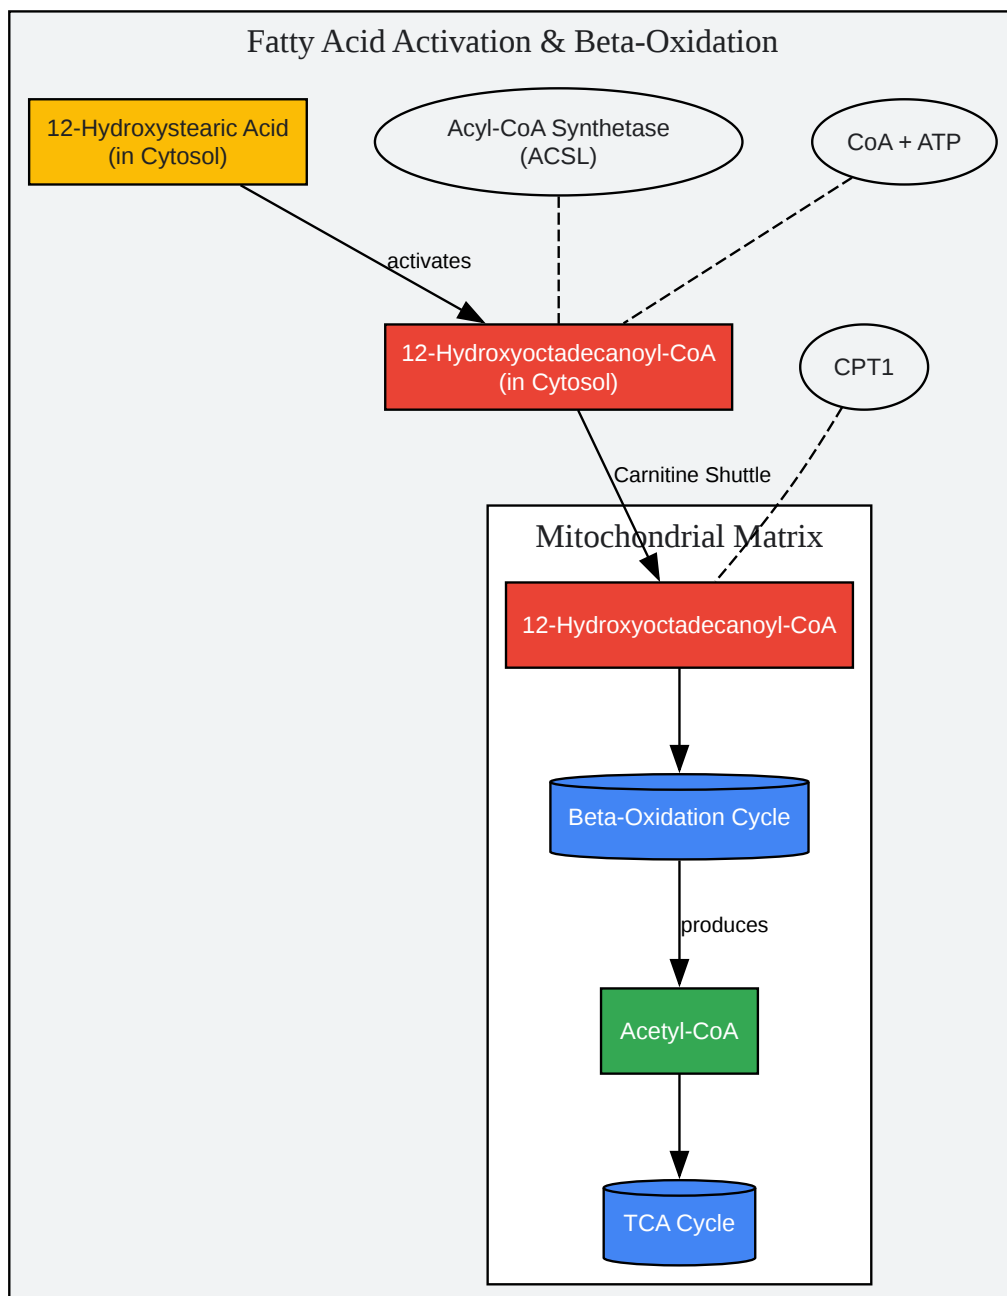 Fatty Acid Activation & Beta-Oxidation
12-Hydroxystearic Acid
(in Cytosol)
Acyl-CoA Synthetase
(ACSL)
CoA + ATP
activates
12-Hydroxyoctadecanoyl-CoA
(in Cytosol)
CPT1
Carnitine Shuttle
Mitochondrial Matrix
12-Hydroxyoctadecanoyl-CoA
Beta-Oxidation Cycle
produces
Acetyl-CoA
TCA Cycle